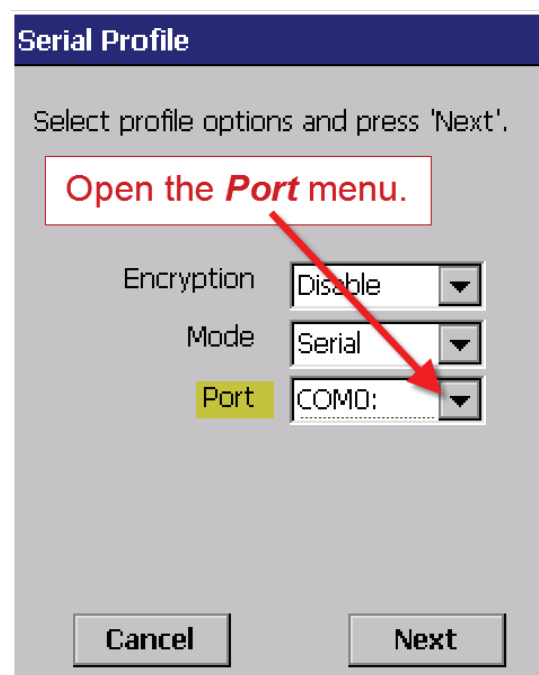 Serial Profile
Select profile options and press 'Next'.
Open the Port menu.
Encryption Disable
Mode Serial
Port COM0:
Cancel Next